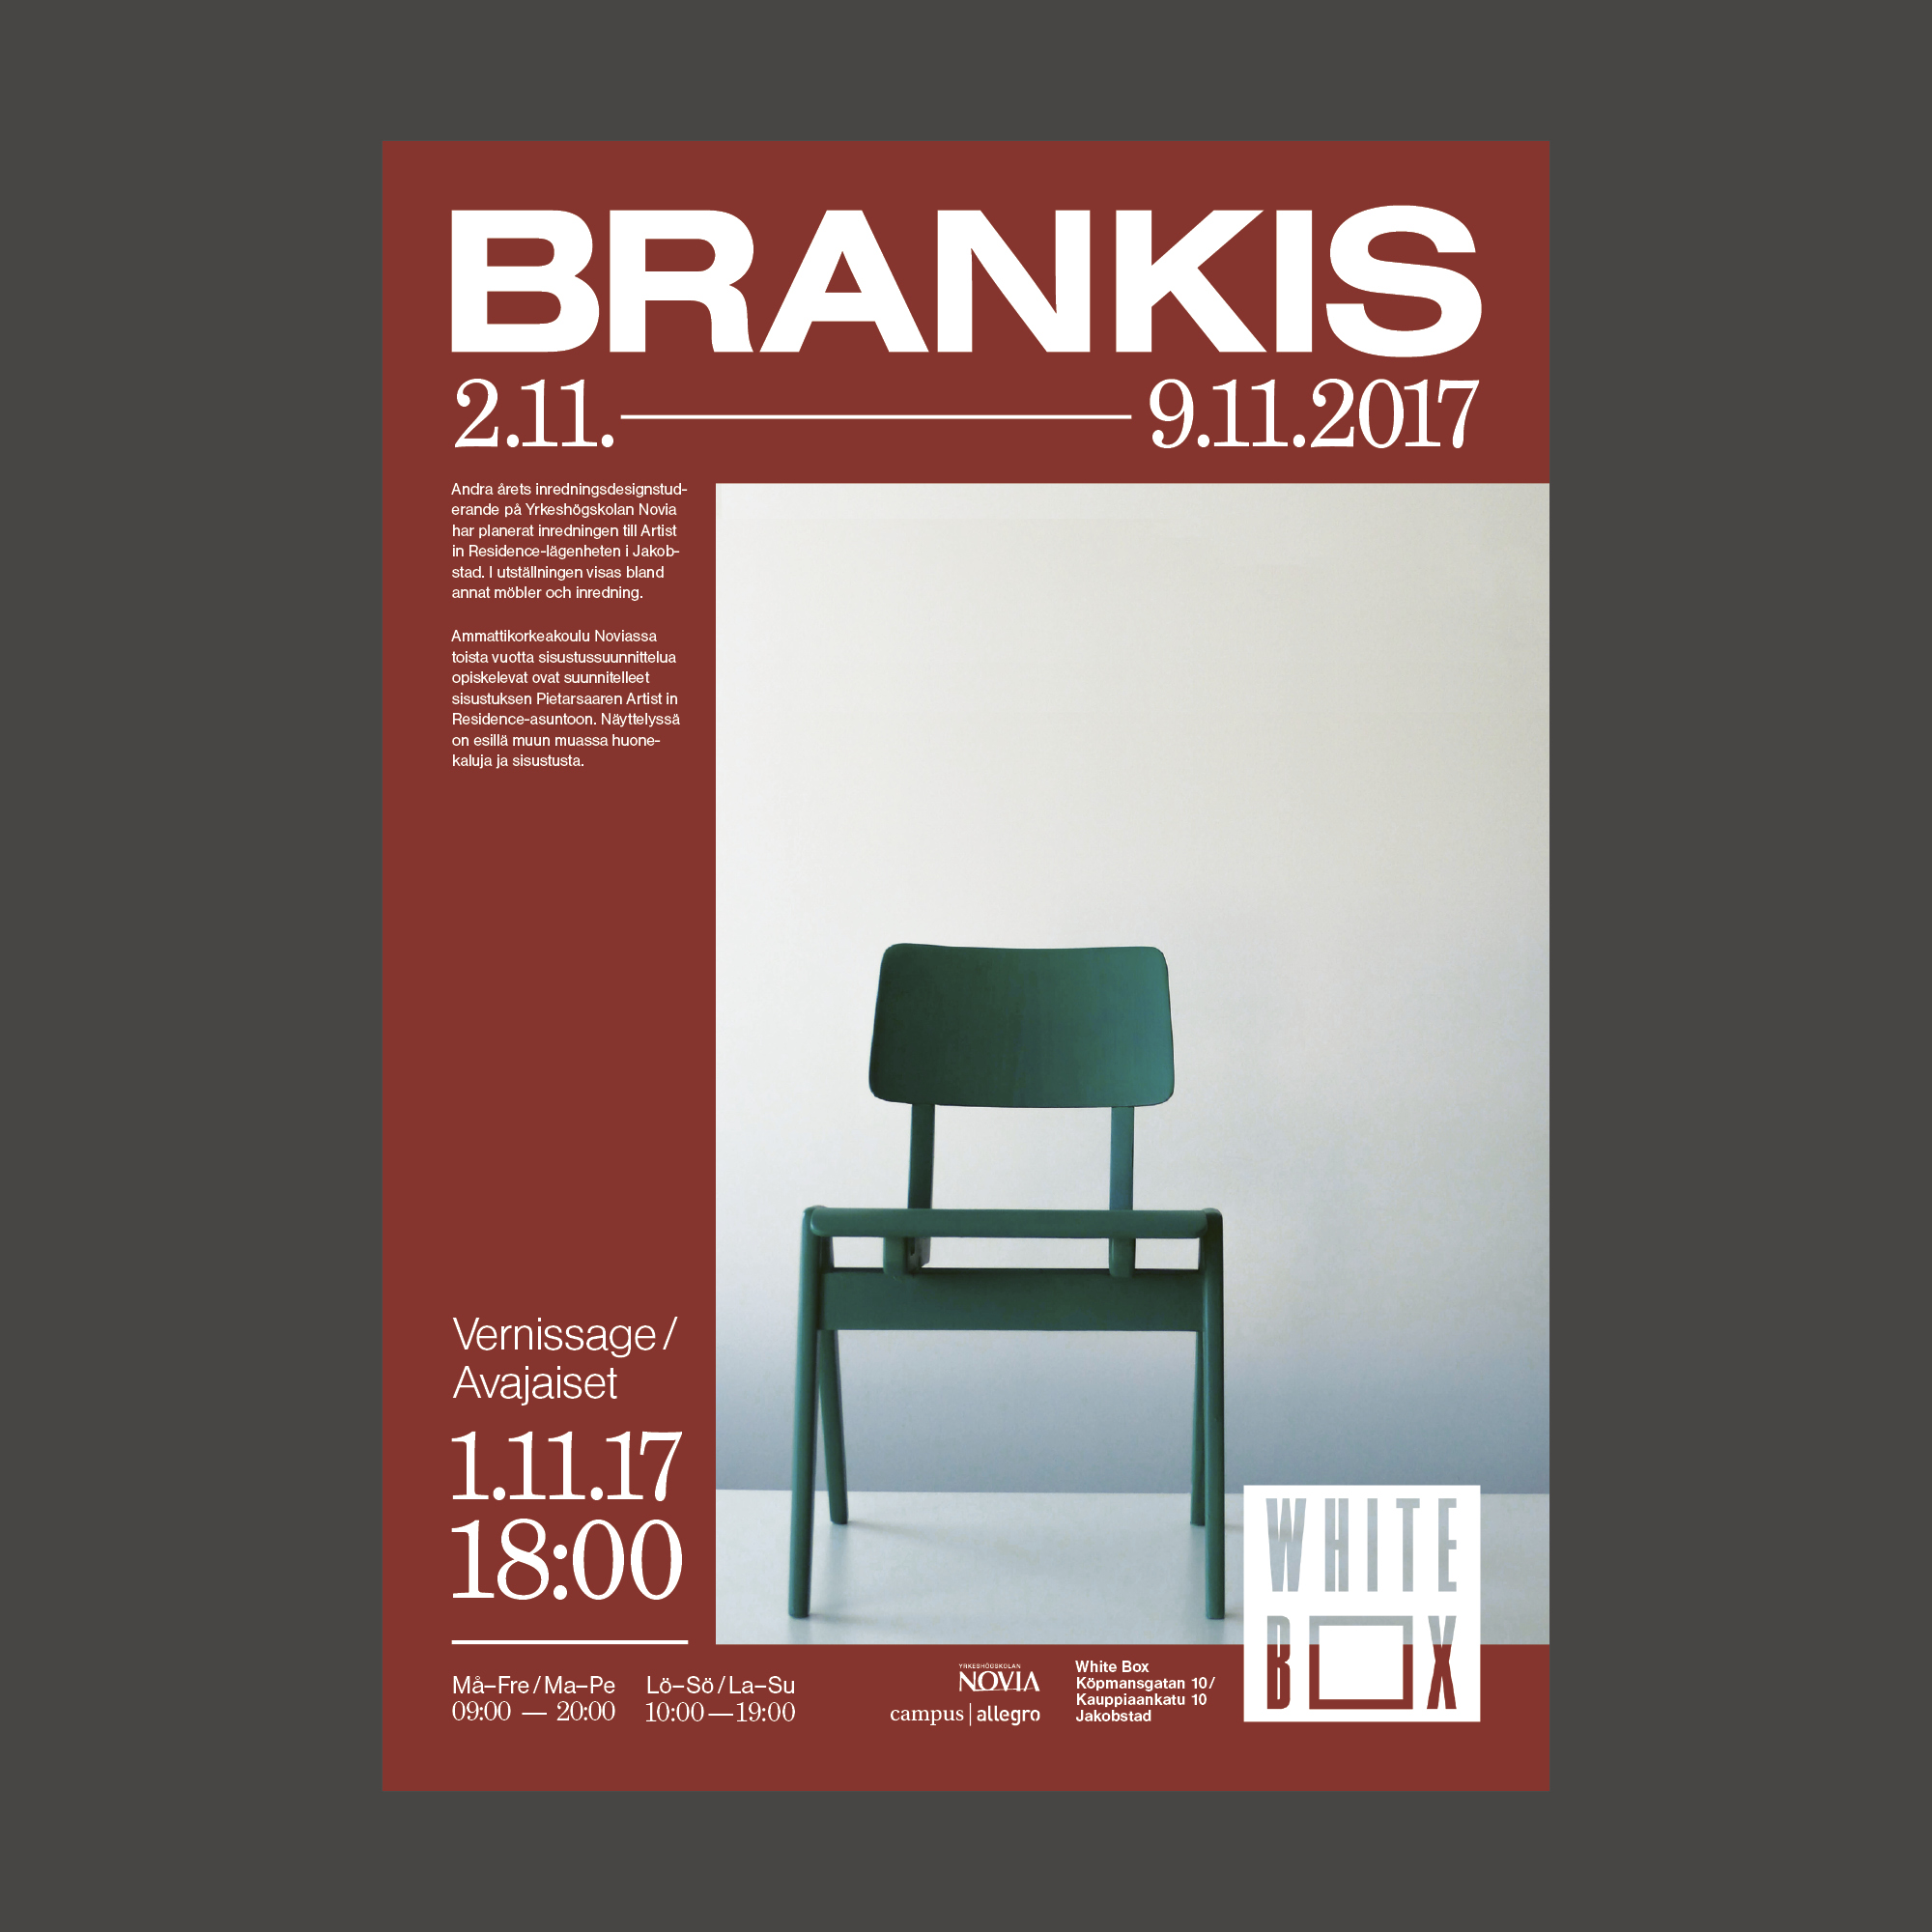 BRANKIS
2.11. — 9.11.2017
Andra årets inredningsdesignstud-
erande på Yrkeshögskolan Novia
har planerat inredningen till Artist
in Residence-lägenheten i Jakob-
stad. I utställningen visas bland
annat möbler och inredning.
Ammattikorkeakoulu Noviassa
toista vuotta sisustussuunnittelua
opiskelevat ovat suunnitelleet
sisustuksen Pietarsaaren Artist in
Residence-asuntoon. Näyttelyssä
on esillä muun muassa huone-
kaluja ja sisustusta.
Vernissage /
Avajaiset
1.11.17
18:00
Må–Fre / Ma–Pe
09:00 — 20:00
Lö–Sö / La–Su
10:00 — 19:00
YRKESHÖGSKOLAN
NOVIA
campus | allegro
White Box
Köpmansgatan 10 /
Kauppiaankatu 10
Jakobstad
WHITE
BOX